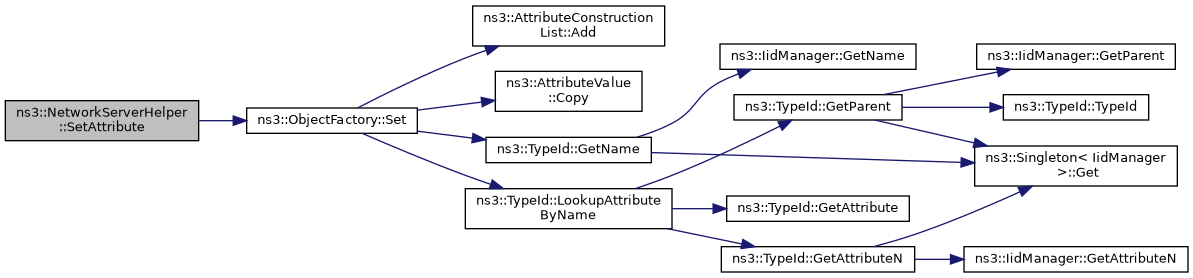 ns3::NetworkServerHelper
::SetAttribute
ns3::ObjectFactory::Set
ns3::AttributeConstruction
List::Add
ns3::AttributeValue
::Copy
ns3::TypeId::GetName
ns3::TypeId::LookupAttribute
ByName
ns3::IidManager::GetName
ns3::TypeId::GetParent
ns3::TypeId::GetAttribute
ns3::TypeId::GetAttributeN
ns3::IidManager::GetParent
ns3::TypeId::TypeId
ns3::Singleton< IidManager
>::Get
ns3::IidManager::GetAttributeN